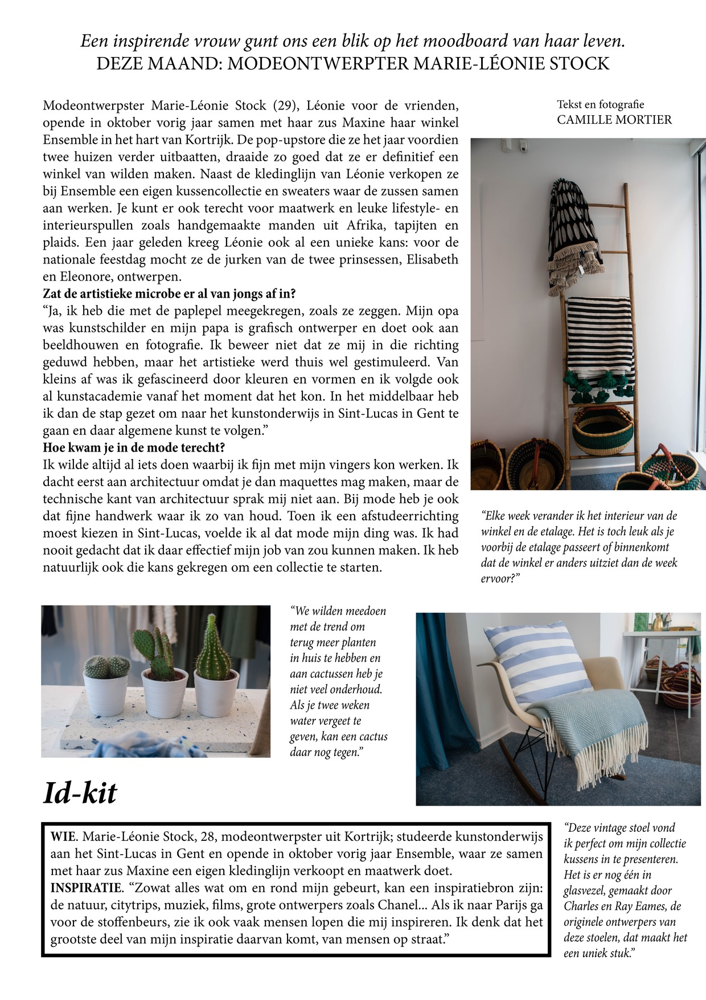 Een inspirende vrouw gunt ons een blik op het moodboard van haar leven.
DEZE MAAND: MODEONTWERPTER MARIE-LÉONIE STOCK
Modeontwerpster Marie-Léonie Stock (29), Léonie voor de vrienden,
opende in oktober vorig jaar samen met haar zus Maxine haar winkel
Ensemble in het hart van Kortrijk. De pop-upstore die ze het jaar voordien
twee huizen verder uitbaatten, draaide zo goed dat ze er definitief een
winkel van wilden maken. Naast de kledinglijn van Léonie verkopen ze
bij Ensemble een eigen kussencollectie en sweaters waar de zussen samen
aan werken. Je kunt er ook terecht voor maatwerk en leuke lifestyle- en
interieurspullen zoals handgemaakte manden uit Afrika, tapijten en
plaids. Een jaar geleden kreeg Léonie ook al een unieke kans: voor de
nationale feestdag mocht ze de jurken van de twee prinsessen, Elisabeth
en Eleonore, ontwerpen.
Zat de artistieke microbe er al van jongs af in?
“Ja, ik heb die met de paplepel meegekregen, zoals ze zeggen. Mijn opa
was kunstschilder en mijn papa is grafisch ontwerper en doet ook aan
beeldhouwen en fotografie. Ik beweer niet dat ze mij in die richting
geduwd hebben, maar het artistieke werd thuis wel gestimuleerd. Van
kleins af was ik gefascineerd door kleuren en vormen en ik volgde ook
al kunstacademie vanaf het moment dat het kon. In het middelbaar heb
ik dan de stap gezet om naar het kunstonderwijs in Sint-Lucas in Gent te
gaan en daar algemene kunst te volgen.”
Hoe kwam je in de mode terecht?
Ik wilde altijd al iets doen waarbij ik fijn met mijn vingers kon werken. Ik
dacht eerst aan architectuur omdat je dan maquettes mag maken, maar de
technische kant van architectuur sprak mij niet aan. Bij mode heb je ook
dat fijne handwerk waar ik zo van houd. Toen ik een afstudeerrichting
moest kiezen in Sint-Lucas, voelde ik al dat mode mijn ding was. Ik had
nooit gedacht dat ik daar effectief mijn job van zou kunnen maken. Ik heb
natuurlijk ook die kans gekregen om een collectie te starten.
Tekst en fotografie
CAMILLE MORTIER
“Elke week verander ik het interieur van de
winkel en de etalage. Het is toch leuk als je
voorbij de etalage passeert of binnenkomt
dat de winkel er anders uitziet dan de week
ervoor?”
“We wilden meedoen
met de trend om
terug meer planten
in huis te hebben en
aan cactussen heb je
niet veel onderhoud.
Als je twee weken
water vergeet te
geven, kan een cactus
daar nog tegen.”
Id-kit
WIE. Marie-Léonie Stock, 28, modeontwerpster uit Kortrijk; studeerde kunstonderwijs
aan het Sint-Lucas in Gent en opende in oktober vorig jaar Ensemble, waar ze samen
met haar zus Maxine een eigen kledinglijn verkoopt en maatwerk doet.
INSPIRATIE. “Zowat alles wat om en rond mijn gebeurt, kan een inspiratiebron zijn:
de natuur, citytrips, muziek, films, grote ontwerpers zoals Chanel... Als ik naar Parijs ga
voor de stoffenbeurs, zie ik ook vaak mensen lopen die mij inspireren. Ik denk dat het
grootste deel van mijn inspiratie daarvan komt, van mensen op straat.”
“Deze vintage stoel vond
ik perfect om mijn collectie
kussens in te presenteren.
Het is er nog één in
glasvezel, gemaakt door
Charles en Ray Eames, de
originele ontwerpers van
deze stoelen, dat maakt het
een uniek stuk.”